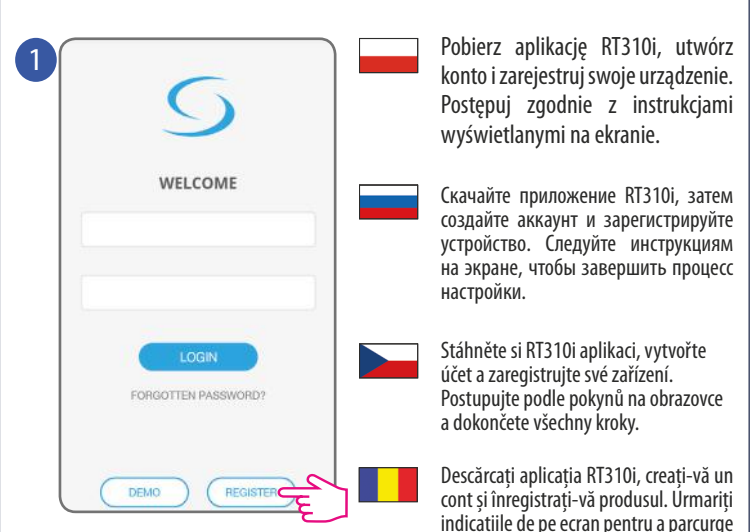 1
WELCOME
LOGIN
FORGOTTEN PASSWORD?
DEMO
REGISTER
Pobierz aplikację RT310i, utwórz
konto i zarejestruj swoje urządzenie.
Postępuj zgodnie z instrukcjami
wyświetlanymi na ekranie.
Скачайте приложение RT310i, затем
создайте аккаунт и зарегистрируйте
устройство. Следуйте инструкциям
на экране, чтобы завершить процесс
настройки.
Stáhněte si RT310i aplikaci, vytvořte
účet a zaregistrujte své zařízení.
Postupujte podle pokynů na obrazovce
a dokončete všechny kroky.
Descărcați aplicația RT310i, creați-vă un
cont și înregistrați-vă produsul. Urmariți
indicațiile de pe ecran pentru a parcurge